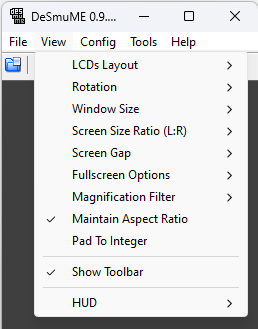 DeSmuME 0.9....
File View Config Tools Help
LCDs Layout
Rotation
Window Size
Screen Size Ratio (L:R)
Screen Gap
Fullscreen Options
Magnification Filter
Maintain Aspect Ratio
Pad To Integer
Show Toolbar
HUD